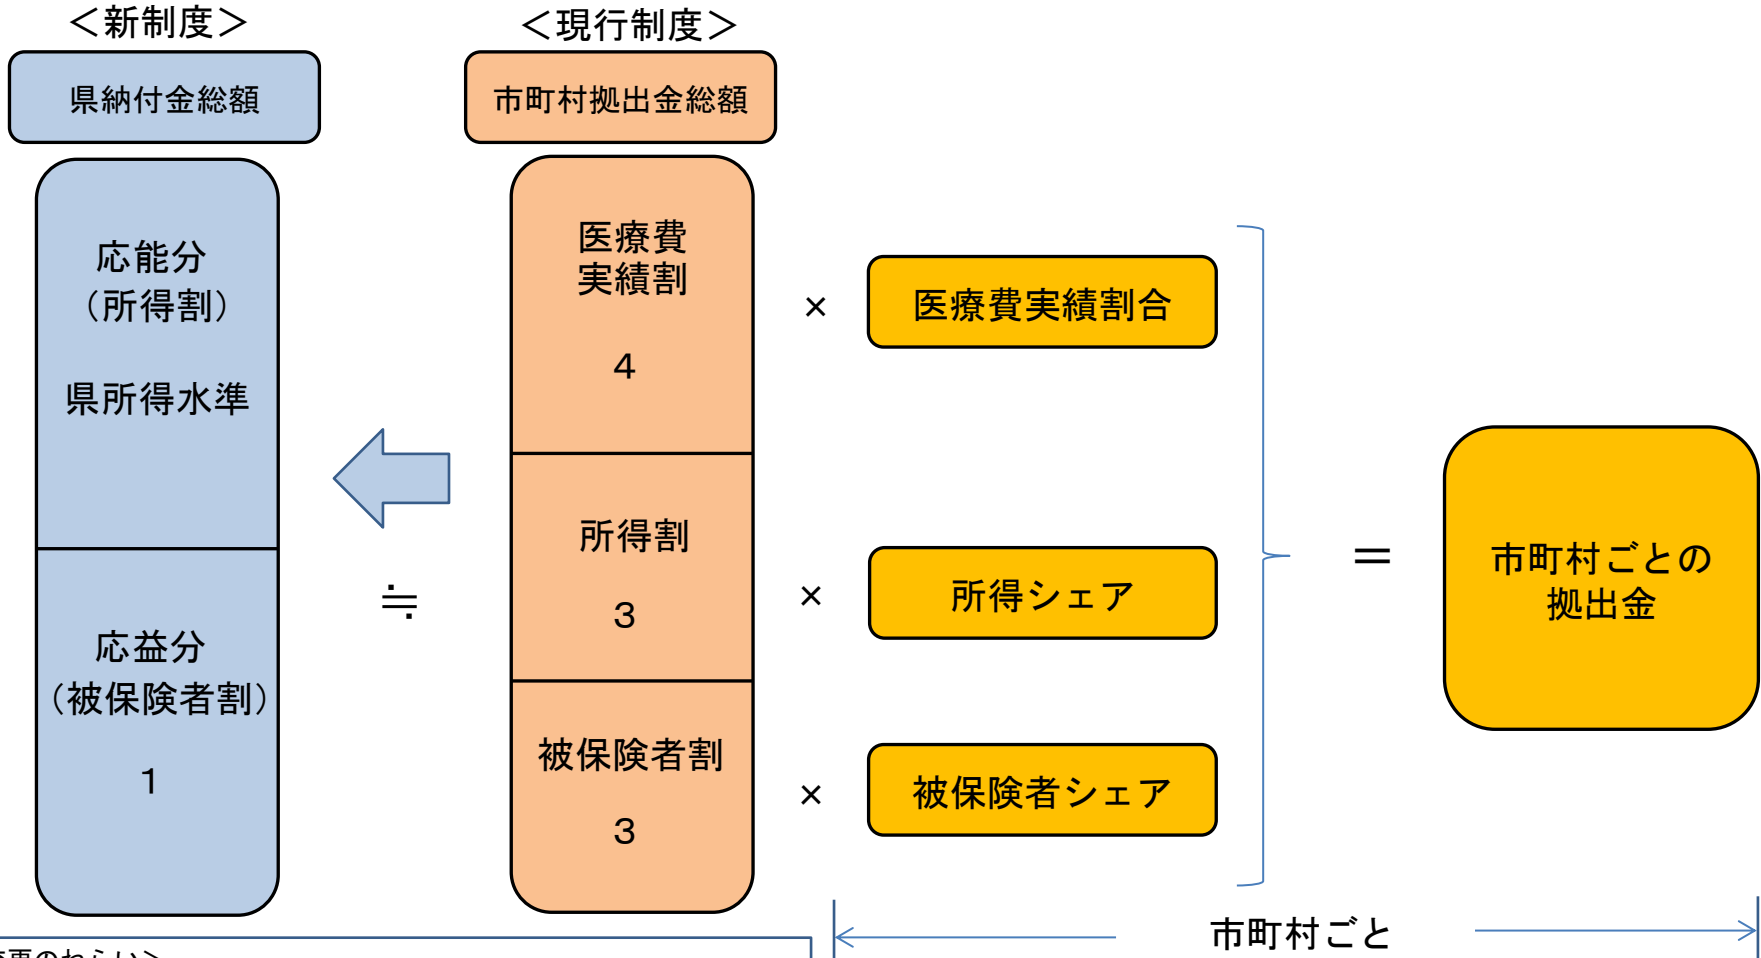 ＜新制度＞
県納付金総額
応能分
（所得割）
県所得水準
応益分
（被保険者割）
1
＜現行制度＞
市町村拠出金総額
医療費
実績割
4
所得割
3
被保険者割
3
≒
×
医療費実績割合
×
所得シェア
×
被保険者シェア
＝
市町村ごとの
拠出金
市町村ごと
のねらい＞